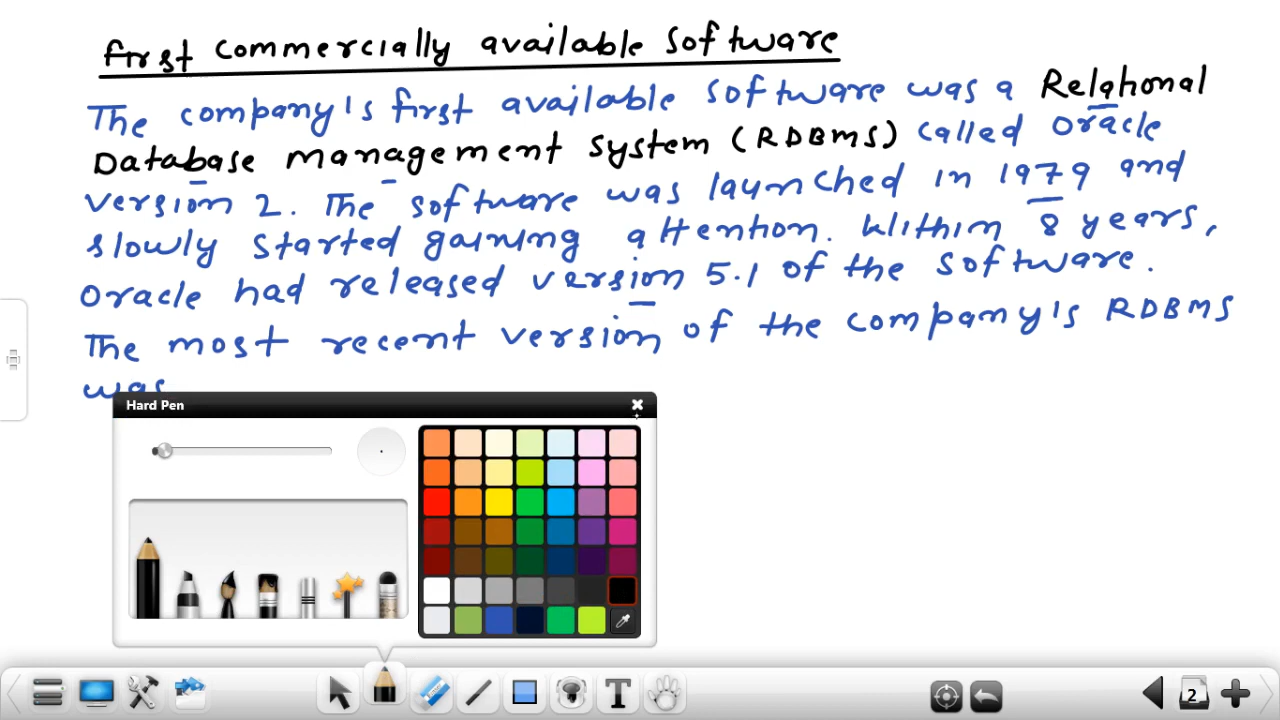 First commercially available software
The company's first available software was a Relational
Database management system (RDBMS) called Oracle
version 2. The software was launched in 1979 and
slowly started gaining attention. Within 8 years,
Oracle had released version 5.1 of the software.
The most recent version of the company's RDBMS
was
Hard Pen
2